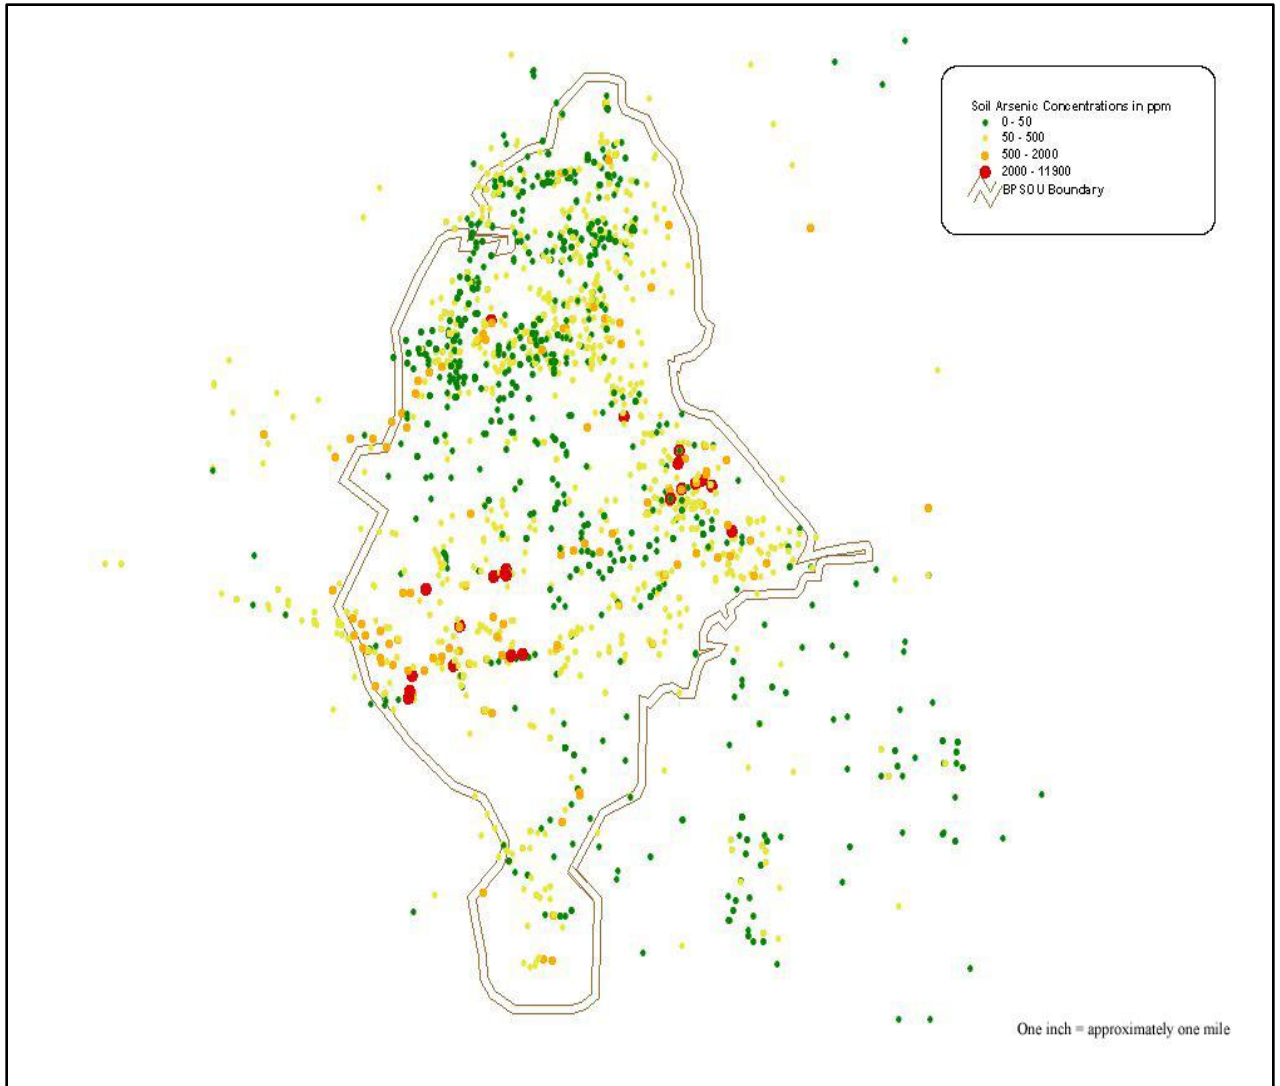 Soil Arsenic Concentrations in ppm
0 - 50
50 - 500
500 - 2000
2000 - 11900
BPSOU Boundary
One inch = approximately one mile